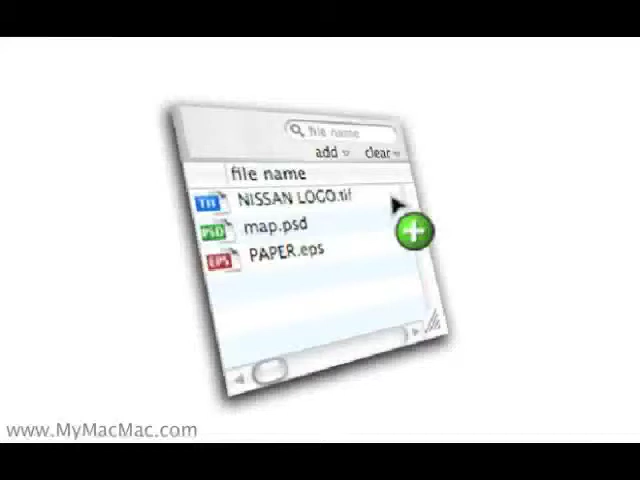 file name
add clear
file name
TIF NISSAN LOGO.tif
PSD map.psd
EPS PAPER.eps
www.MyMacMac.com